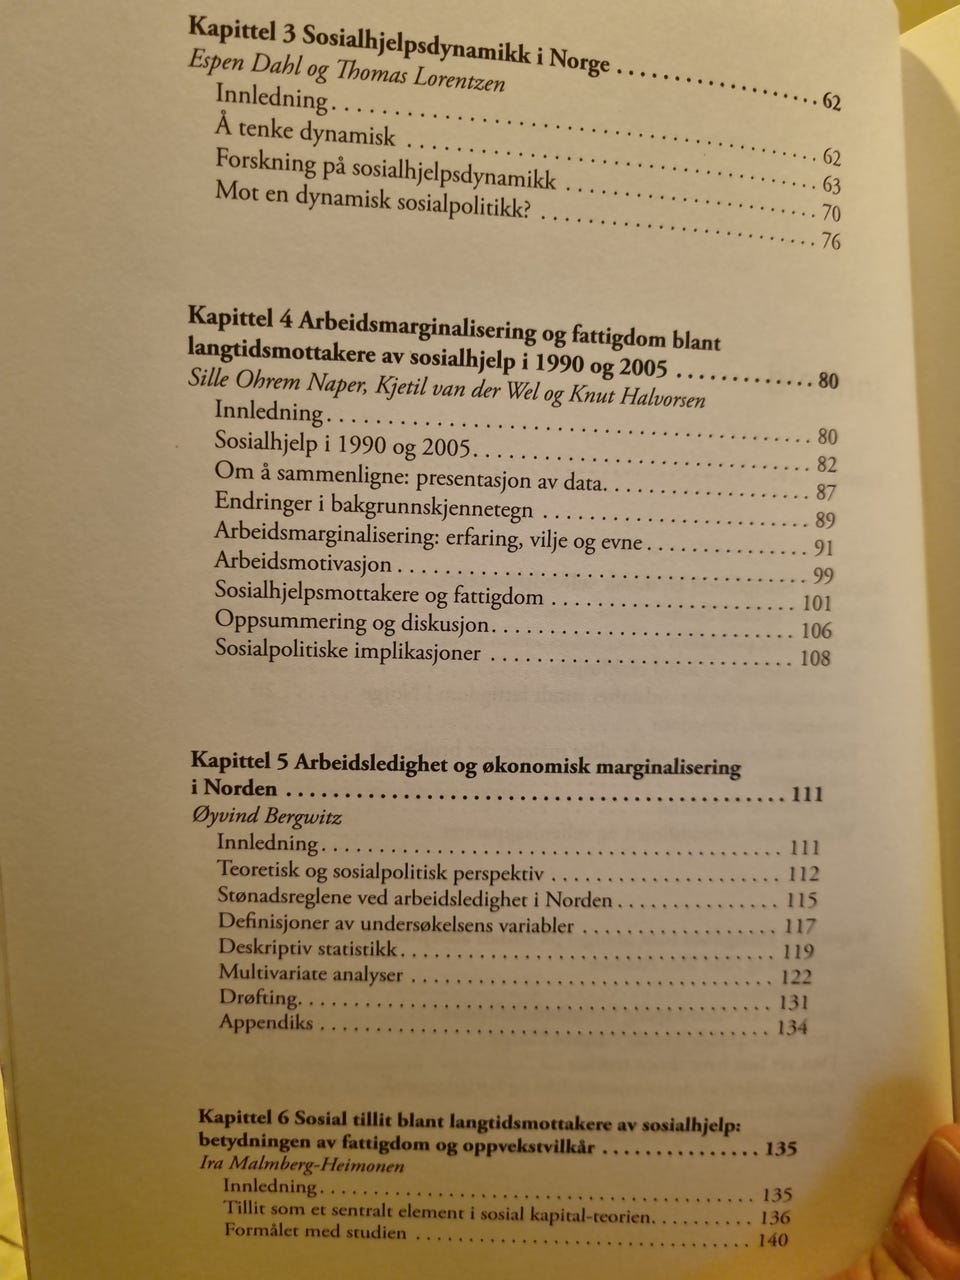 Kapittel 3 Sosialhjelpsdynamikk i Norge . . . . . . . . . . . . . . . . . . 62
Espen Dahl og Thomas Lorentzen
Innledning. . . . . . . . . . . . . . . . . . . . . . . . . . . . . . . . . . . . . . 62
Å tenke dynamisk . . . . . . . . . . . . . . . . . . . . . . . . . . . . . . . . 63
Forskning på sosialhjelpsdynamikk . . . . . . . . . . . . . . . . . . . 70
Mot en dynamisk sosialpolitikk? . . . . . . . . . . . . . . . . . . . . . 76
Kapittel 4 Arbeidsmarginalisering og fattigdom blant
langtidsmottakere av sosialhjelp i 1990 og 2005 . . . . . . . . . . . . 80
Sille Ohrem Naper, Kjetil van der Wel og Knut Halvorsen
Innledning. . . . . . . . . . . . . . . . . . . . . . . . . . . . . . . . . . . . . . 80
Sosialhjelp i 1990 og 2005. . . . . . . . . . . . . . . . . . . . . . . . . . 82
Om å sammenligne: presentasjon av data. . . . . . . . . . . . . . . 87
Endringer i bakgrunnskjennetegn . . . . . . . . . . . . . . . . . . . . 89
Arbeidsmarginalisering: erfaring, vilje og evne . . . . . . . . . . . . 91
Arbeidsmotivasjon . . . . . . . . . . . . . . . . . . . . . . . . . . . . . . . 99
Sosialhjelpsmottakere og fattigdom . . . . . . . . . . . . . . . . . . 101
Oppsummering og diskusjon. . . . . . . . . . . . . . . . . . . . . . . 106
Sosialpolitiske implikasjoner . . . . . . . . . . . . . . . . . . . . . . . 108
Kapittel 5 Arbeidsledighet og økonomisk marginalisering
i Norden . . . . . . . . . . . . . . . . . . . . . . . . . . . . . . . . . . . . . . . . . . . 111
Øyvind Bergwitz
Innledning. . . . . . . . . . . . . . . . . . . . . . . . . . . . . . . . . . . . . 111
Teoretisk og sosialpolitisk perspektiv . . . . . . . . . . . . . . . . . . 112
Stønadsreglene ved arbeidsledighet i Norden . . . . . . . . . . . . 115
Definisjoner av undersøkelsens variabler . . . . . . . . . . . . . . . 117
Deskriptiv statistikk. . . . . . . . . . . . . . . . . . . . . . . . . . . . . . 119
Multivariate analyser . . . . . . . . . . . . . . . . . . . . . . . . . . . . . 122
Drøfting. . . . . . . . . . . . . . . . . . . . . . . . . . . . . . . . . . . . . . . 131
Appendiks . . . . . . . . . . . . . . . . . . . . . . . . . . . . . . . . . . . . . 134
Kapittel 6 Sosial tillit blant langtidsmottakere av sosialhjelp:
betydningen av fattigdom og oppvekstvilkår . . . . . . . . . . . . . . . 135
Ira Malmberg-Heimonen
Innledning. . . . . . . . . . . . . . . . . . . . . . . . . . . . . . . . . . . . . 135
Tillit som et sentralt element i sosial kapital-teorien. . . . . . . . . 136
Formålet med studien . . . . . . . . . . . . . . . . . . . . . . . . . . . . 140